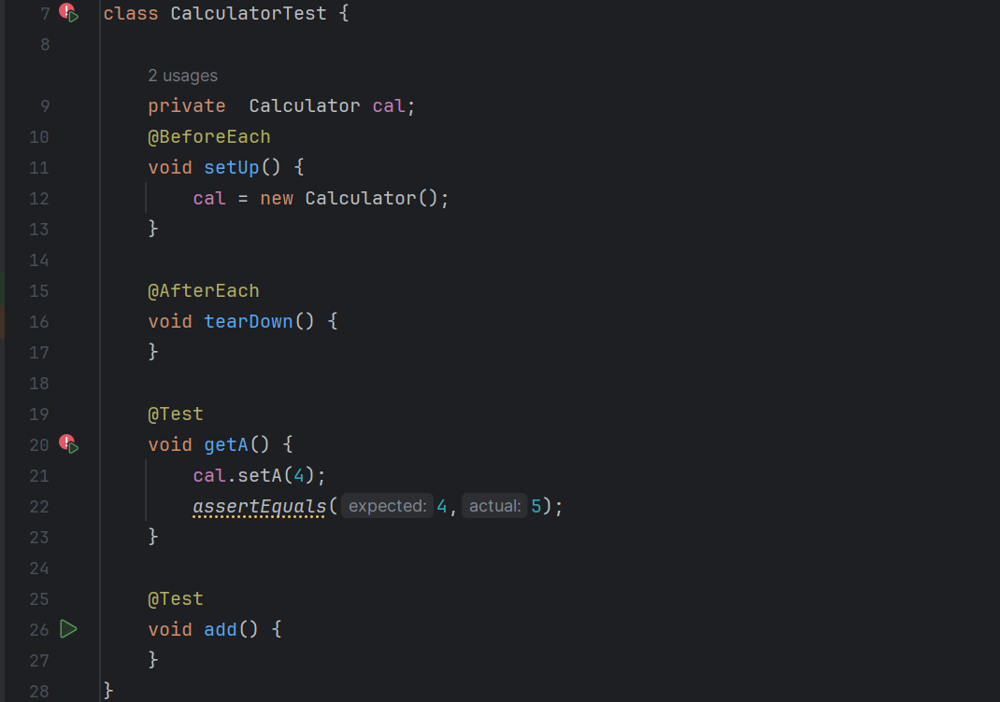 7 class CalculatorTest {
8
2 usages
9 private  Calculator cal;
10 @BeforeEach
11 void setUp() {
12 cal = new Calculator();
13 }
14
15 @AfterEach
16 void tearDown() {
17 }
18
19 @Test
20 void getA() {
21 cal.setA(4);
22 assertEquals( expected: 4, actual: 5);
23 }
24
25 @Test
26 void add() {
27 }
28 }